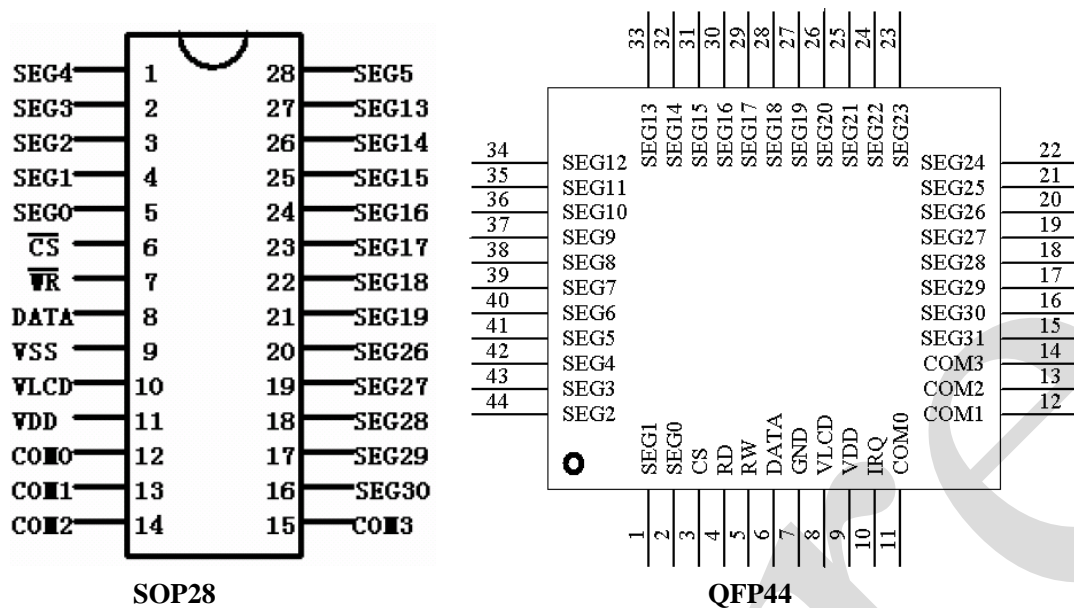 SEG4 1 28 SEG5
SEG3 2 27 SEG13
SEG2 3 26 SEG14
SEG1 4 25 SEG15
SEG0 5 24 SEG16
CS 6 23 SEG17
WR 7 22 SEG18
DATA 8 21 SEG19
VSS 9 20 SEG26
VLCD 10 19 SEG27
VDD 11 18 SEG28
COM0 12 17 SEG29
COM1 13 16 SEG30
COM2 14 15 COM3
SOP28
33 32 31 30 29 28 27 26 25 24 23
SEG13 SEG14 SEG15 SEG16 SEG17 SEG18 SEG19 SEG20 SEG21 SEG22 SEG23
34 SEG12 SEG24 22
35 SEG11 SEG25 21
36 SEG10 SEG26 20
37 SEG9 SEG27 19
38 SEG8 SEG28 18
39 SEG7 SEG29 17
40 SEG6 SEG30 16
41 SEG5 SEG31 15
42 SEG4 COM3 14
43 SEG3 COM2 13
44 SEG2 COM1 12
SEG1 SEG0 CS RD RW DATA GND VLCD VDD IRQ COM0
1 2 3 4 5 6 7 8 9 10 11
QFP44